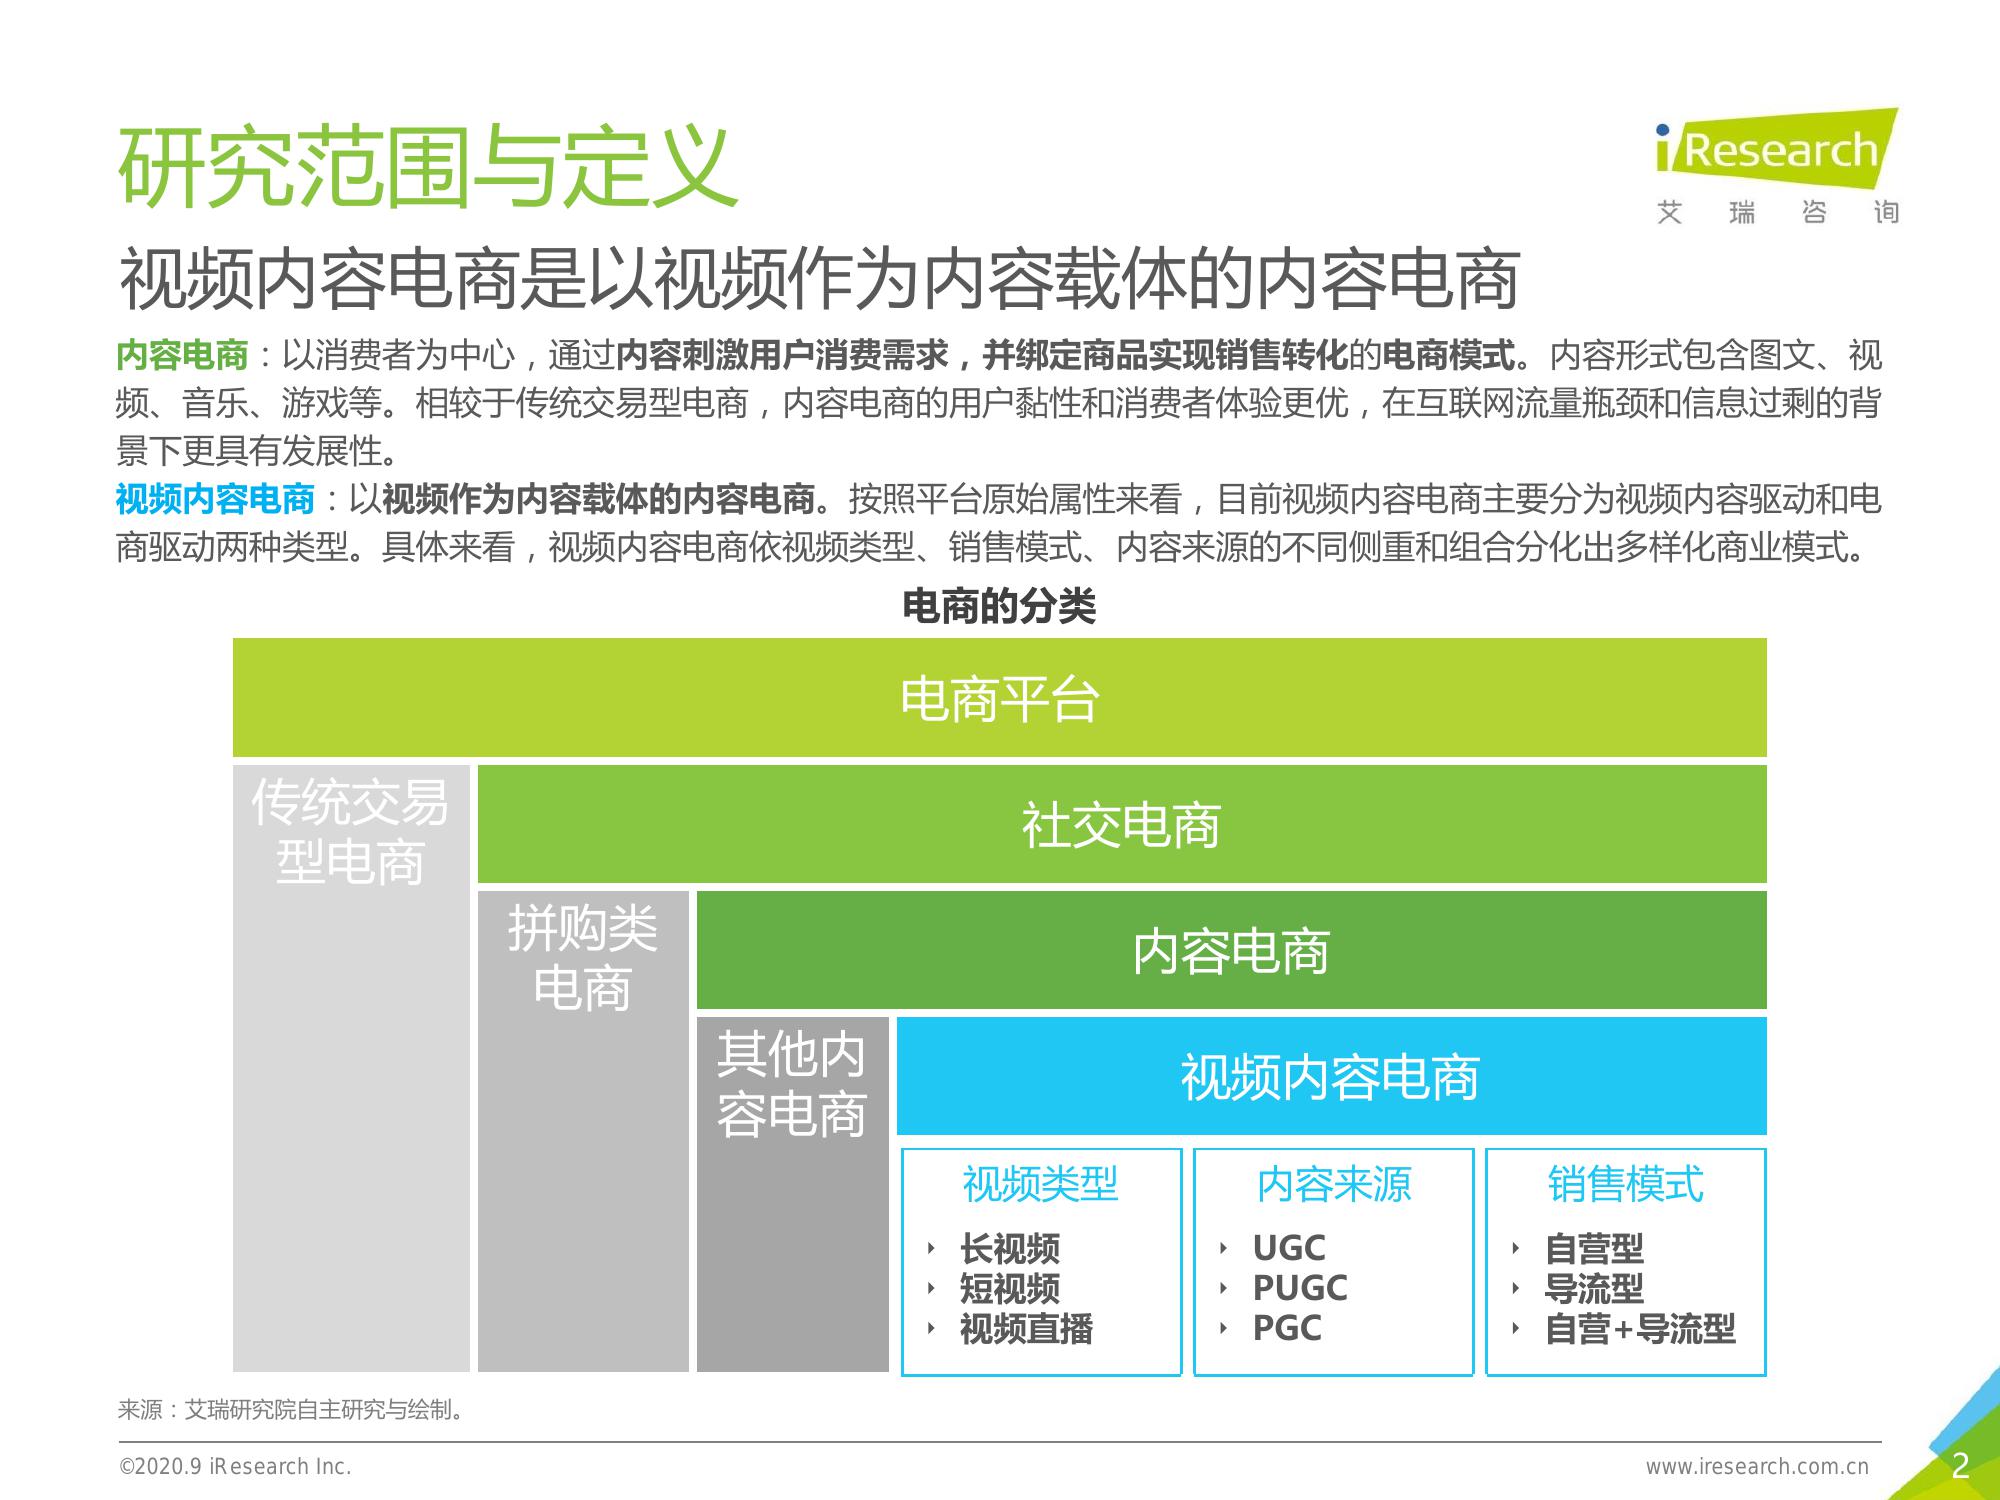 研究范围与定义
iResearch
艾瑞咨询
视频内容电商是以视频作为内容载体的内容电商
内容电商：以消费者为中心，通过内容刺激用户消费需求，并绑定商品实现销售转化的电商模式。内容形式包含图文、视
频、音乐、游戏等。相较于传统交易型电商，内容电商的用户黏性和消费者体验更优，在互联网流量瓶颈和信息过剩的背
景下更具有发展性。
视频内容电商：以视频作为内容载体的内容电商。按照平台原始属性来看，目前视频内容电商主要分为视频内容驱动和电
商驱动两种类型。具体来看，视频内容电商依视频类型、销售模式、内容来源的不同侧重和组合分化出多样化商业模式。
电商的分类
电商平台
传统交易
型电商
社交电商
拼购类
电商
内容电商
其他内
容电商
视频内容电商
视频类型
‣ 长视频
‣ 短视频
‣ 视频直播
内容来源
‣ UGC
‣ PUGC
‣ PGC
销售模式
‣ 自营型
‣ 导流型
‣ 自营+导流型
来源：艾瑞研究院自主研究与绘制。
©2020.9 iResearch Inc.
www.iresearch.com.cn
2